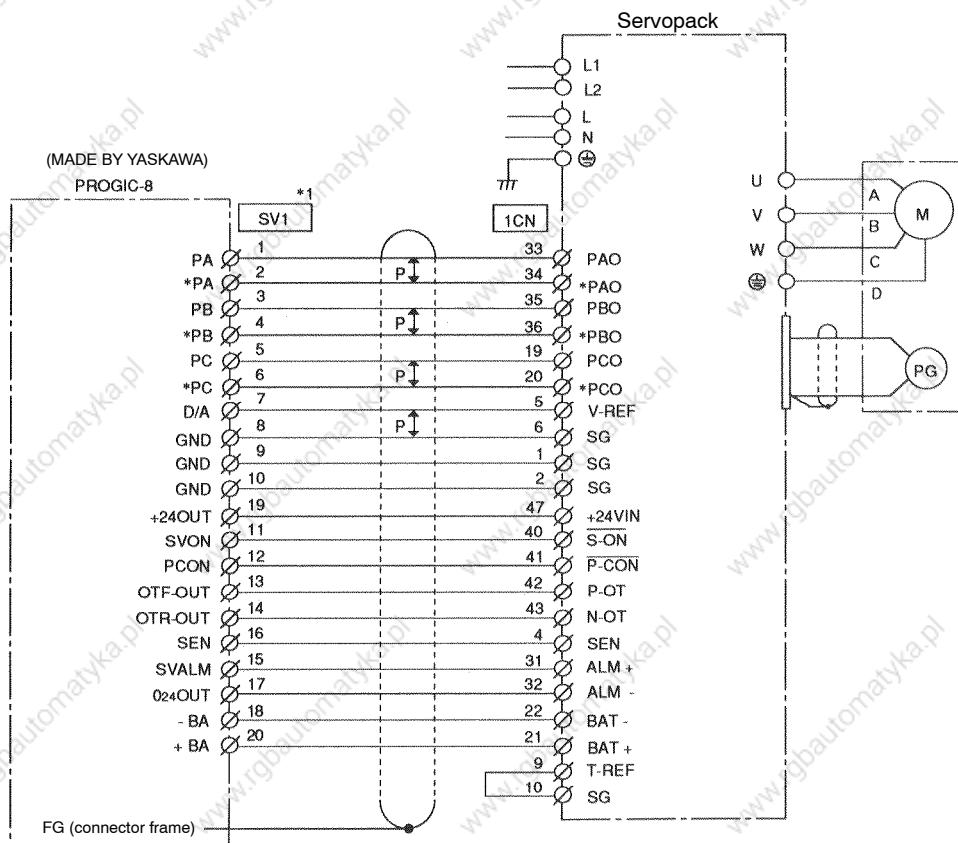 Servopack
L1
L2
L
N
(MADE BY YASKAWA)
PROGIC-8
*1
SV1
1CN
U
V
W
A
B
C
D
M
PG
PA 1 P 33 PAO
*PA 2 34 *PAO
PB 3 P 35 PBO
*PB 4 36 *PBO
PC 5 P 19 PCO
*PC 6 20 *PCO
D/A 7 P 5 V-REF
GND 8 6 SG
GND 9 1 SG
GND 10 2 SG
+24OUT 19 47 +24VIN
SVON 11 40 S-ON
PCON 12 41 P-CON
OTF-OUT 13 42 P-OT
OTR-OUT 14 43 N-OT
SEN 16 4 SEN
SVALM 15 31 ALM +
024OUT 17 32 ALM -
- BA 18 22 BAT -
+ BA 20 21 BAT +
9 T-REF
10 SG
FG (connector frame)
www.rgbautomatyka.pl